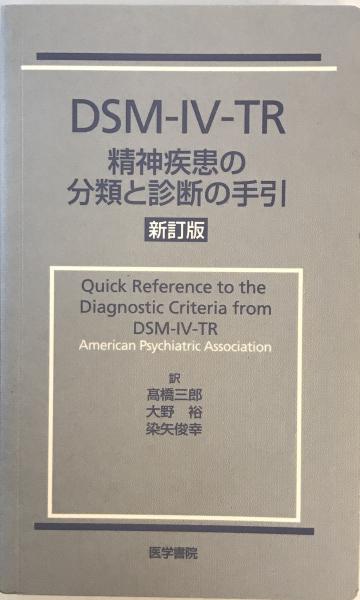 DSM-IV-TR
精神疾患の
分類と診断の手引
新訂版
Quick Reference to the
Diagnostic Criteria from
DSM-IV-TR
American Psychiatric Association
訳
高橋三郎
大野 裕
染矢俊幸
医学書院